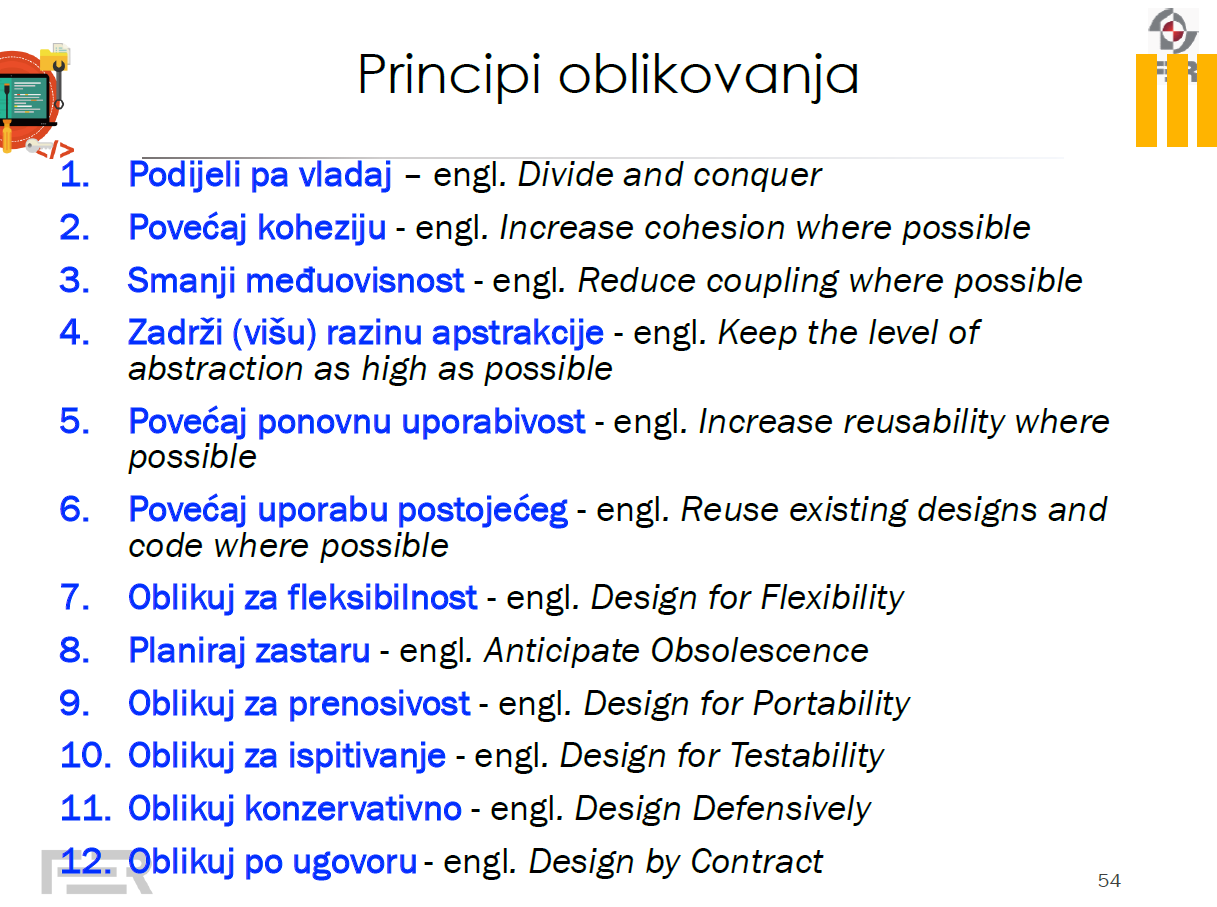 Principi oblikovanja
FER
1. Podijeli pa vladaj – engl. Divide and conquer
2. Povećaj koheziju - engl. Increase cohesion where possible
3. Smanji međuovisnost - engl. Reduce coupling where possible
4. Zadrži (višu) razinu apstrakcije - engl. Keep the level of
abstraction as high as possible
5. Povećaj ponovnu uporabivost - engl. Increase reusability where
possible
6. Povećaj uporabu postojećeg - engl. Reuse existing designs and
code where possible
7. Oblikuj za fleksibilnost - engl. Design for Flexibility
8. Planiraj zastaru - engl. Anticipate Obsolescence
9. Oblikuj za prenosivost - engl. Design for Portability
10. Oblikuj za ispitivanje - engl. Design for Testability
11. Oblikuj konzervativno - engl. Design Defensively
12. Oblikuj po ugovoru - engl. Design by Contract
FER
54